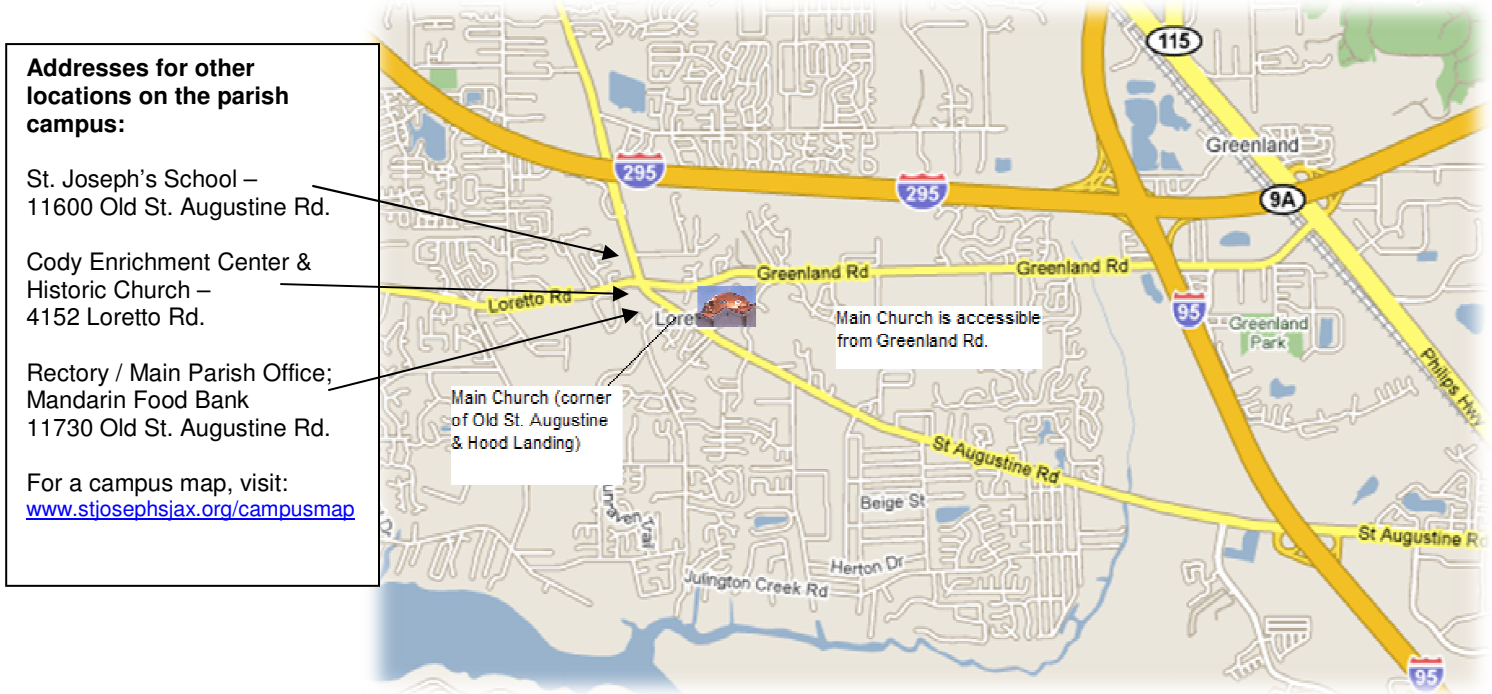 Addresses for other
locations on the parish
campus:
St. Joseph's School –
11600 Old St. Augustine Rd.
Cody Enrichment Center &
Historic Church –
4152 Loretto Rd.
Rectory / Main Parish Office;
Mandarin Food Bank
11730 Old St. Augustine Rd.
For a campus map, visit:
www.stjosephsjax.org/campusmap
115
Greenland
295
295
9A
Greenland Rd
Greenland Rd
Loretto Rd
95
Greenland
Park
Main Church is accessible
from Greenland Rd.
Philips Hwy
Main Church (corner
of Old St. Augustine
& Hood Landing)
St Augustine Rd
Beige St
Trail
St Augustine Rd
Herton Dr
Julington Creek Rd
95